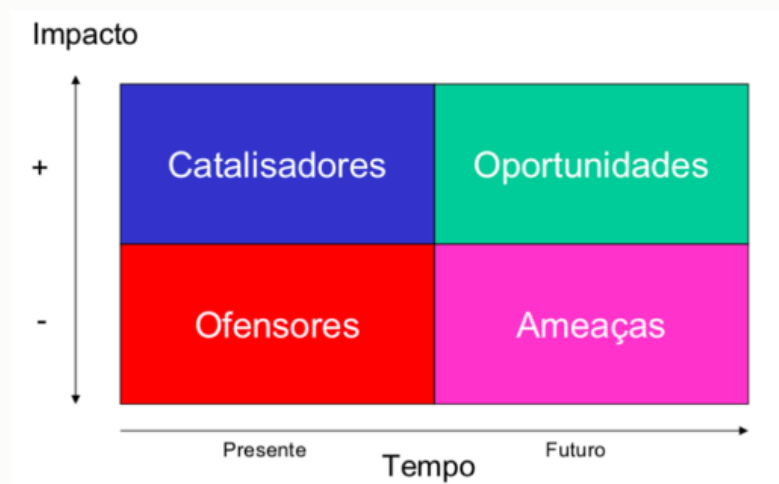 Impacto
+
Catalisadores
Oportunidades
-
Ofensores
Ameaças
Presente
Futuro
Tempo